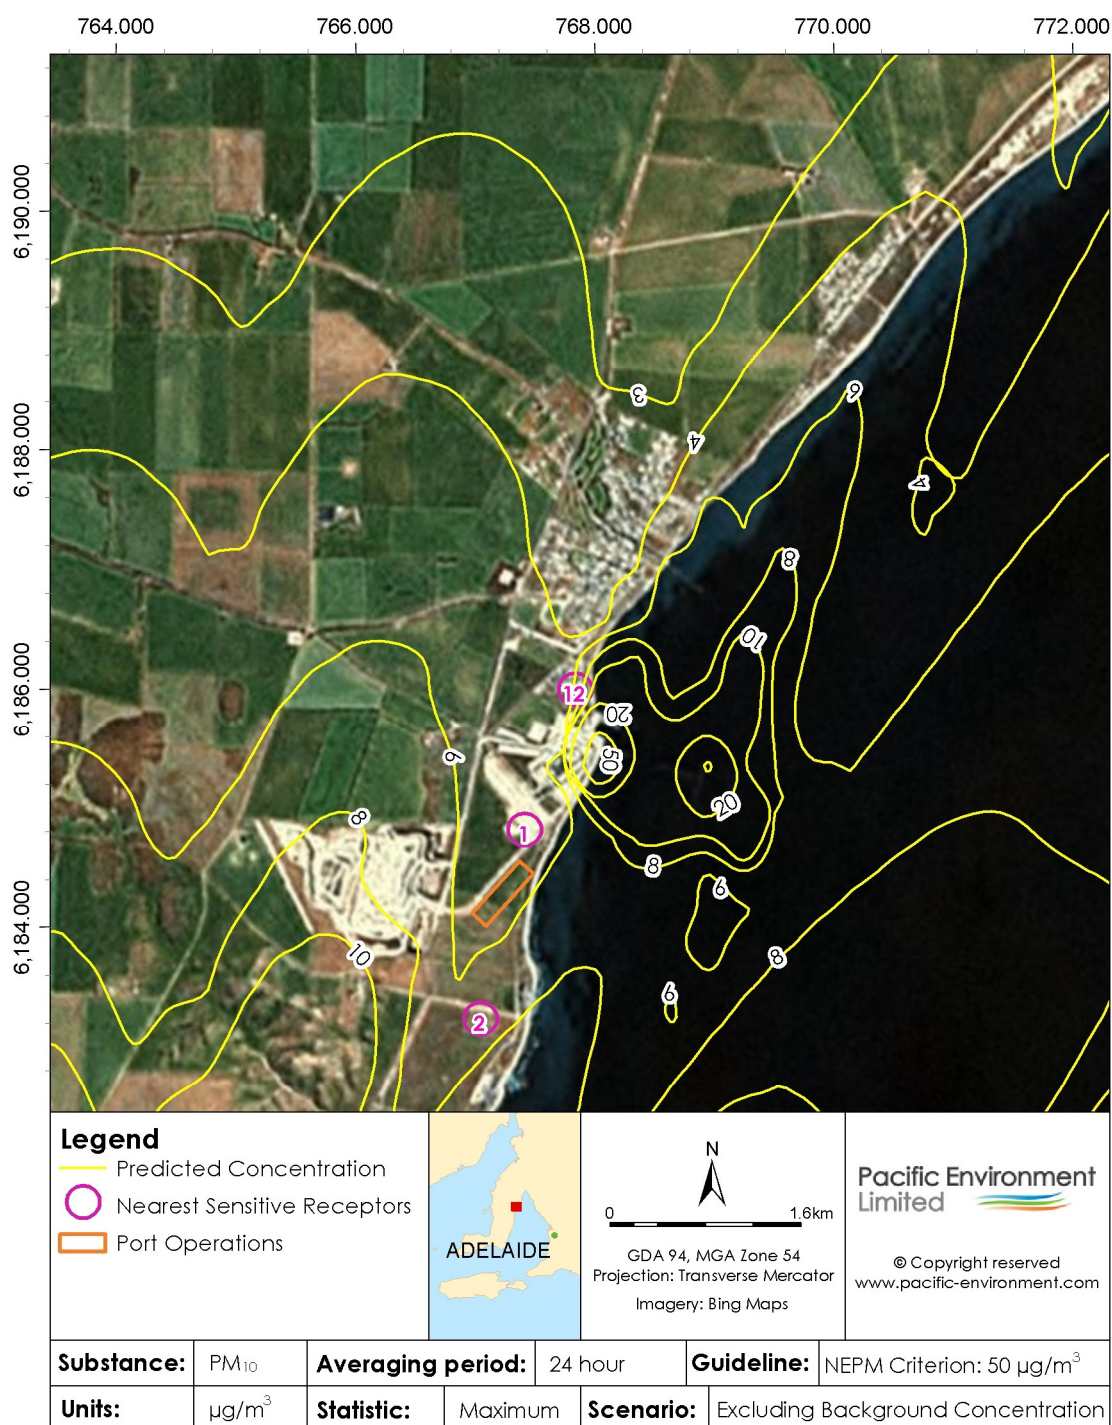 764.000 766.000 768.000 770.000 772.000
6,190.000
6,188.000
6,186.000
6,184.000
3
4
6
4
8
10
12
20
50
6
20
1
8
8
6
8
10
6
2
Legend
Predicted Concentration
Nearest Sensitive Receptors
Port Operations
ADELAIDE
N
0 1.6km
GDA 94, MGA Zone 54
Projection: Transverse Mercator
Imagery: Bing Maps
Pacific Environment
Limited
© Copyright reserved
www.pacific-environment.com
Substance: PM10 Averaging period: 24 hour Guideline: NEPM Criterion: 50 µg/m³
Units: µg/m³ Statistic: Maximum Scenario: Excluding Background Concentration